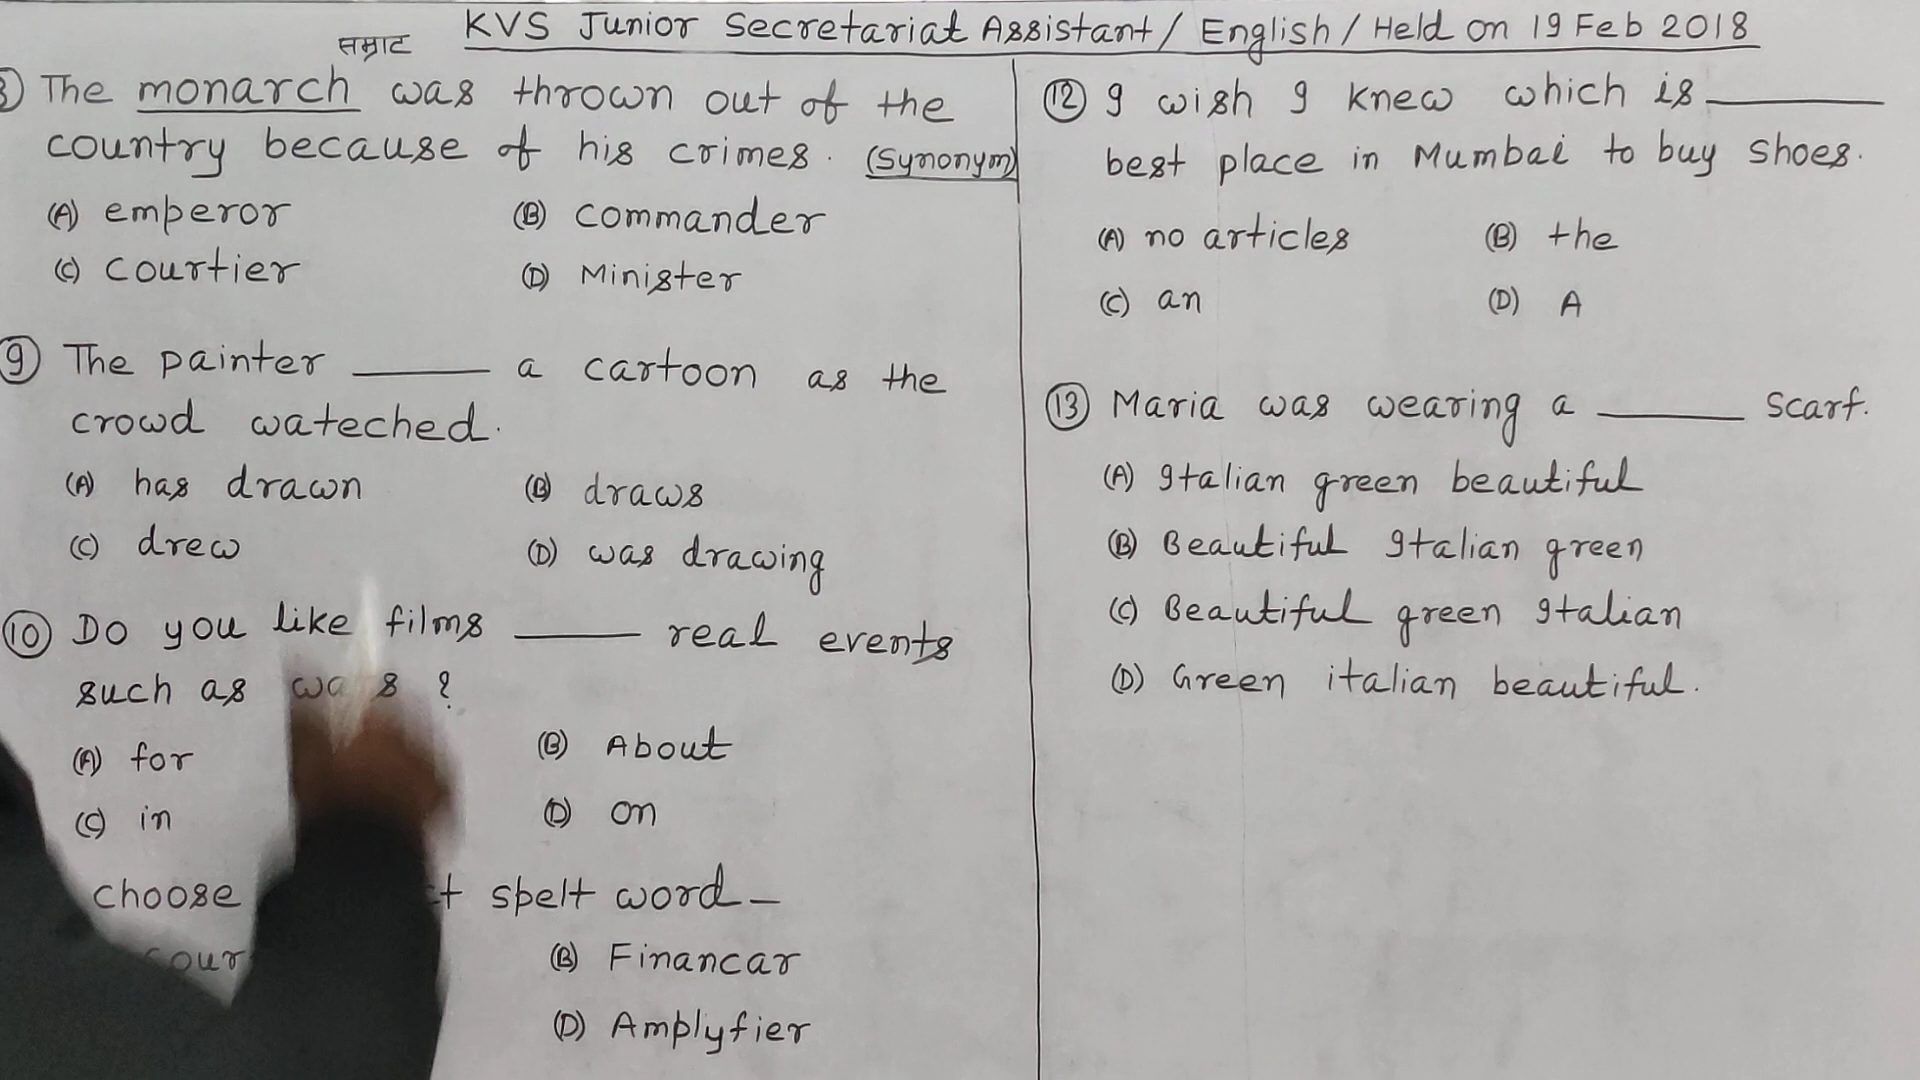 KVS Junior Secretariat Assistant / English / Held on 19 Feb 2018
सम्राट
8) The monarch was thrown out of the
country because of his crimes. (Synonym)
(A) emperor (B) commander
(C) courtier (D) Minister
9) The painter ______ a cartoon as the
crowd wateched.
(A) has drawn (B) draws
(C) drew (D) was drawing
10) Do you like films ______ real events
such as ?
(A) for (B) About
(C) in (D) on
choose spelt word -
(B) Financar
(D) Amplyfier
12) I wish I knew which is ______
best place in Mumbai to buy shoes.
(A) no articles (B) the
(C) an (D) A
13) Maria was wearing a ______ scarf.
(A) Italian green beautiful
(B) Beautiful Italian green
(C) Beautiful green Italian
(D) Green italian beautiful.